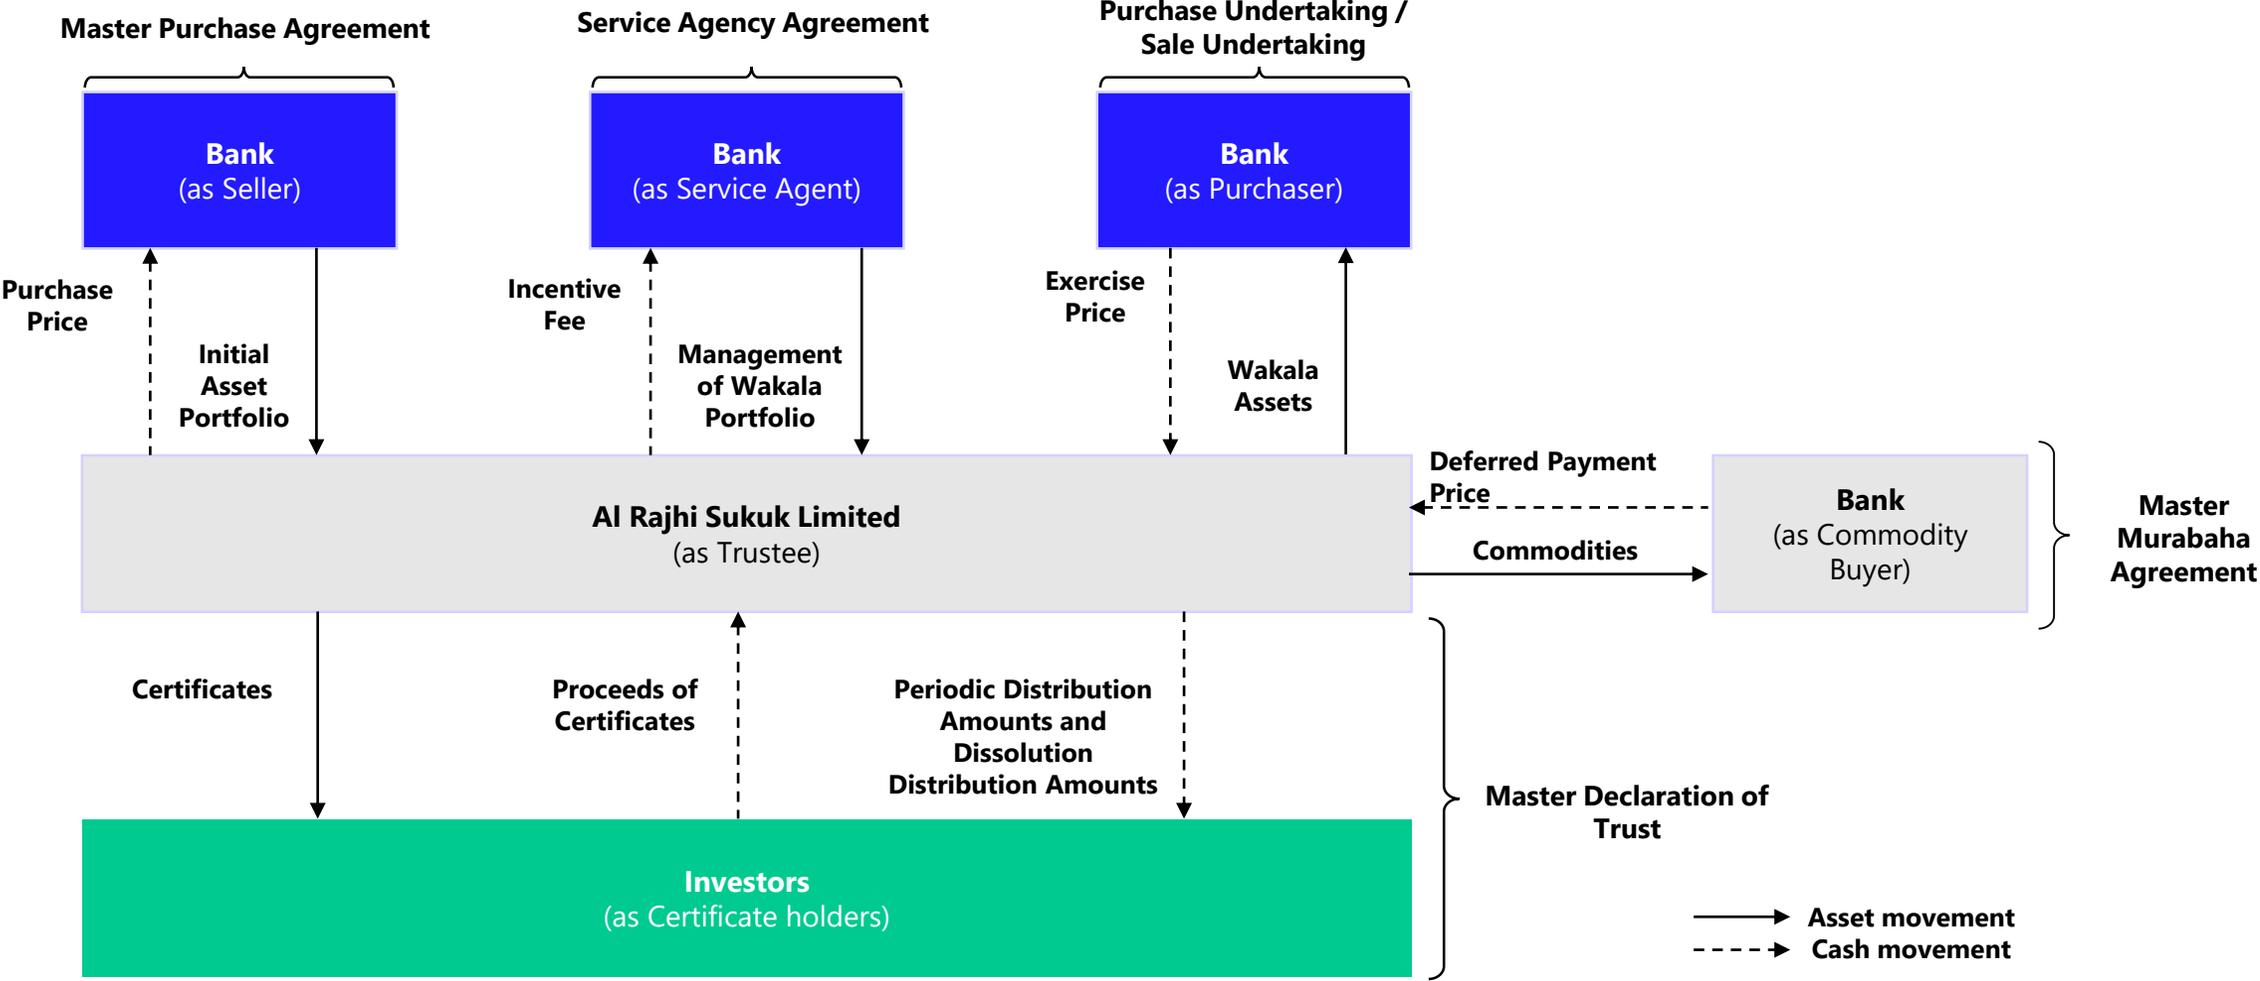 Master Purchase Agreement
Service Agency Agreement
Purchase Undertaking /
Sale Undertaking
Bank
(as Seller)
Bank
(as Service Agent)
Bank
(as Purchaser)
Purchase
Price
Initial
Asset
Portfolio
Incentive
Fee
Management
of Wakala
Portfolio
Exercise
Price
Wakala
Assets
Al Rajhi Sukuk Limited
(as Trustee)
Deferred Payment
Price
Commodities
Bank
(as Commodity
Buyer)
Master
Murabaha
Agreement
Certificates
Proceeds of
Certificates
Periodic Distribution
Amounts and
Dissolution
Distribution Amounts
Master Declaration of
Trust
Investors
(as Certificate holders)
Asset movement
Cash movement